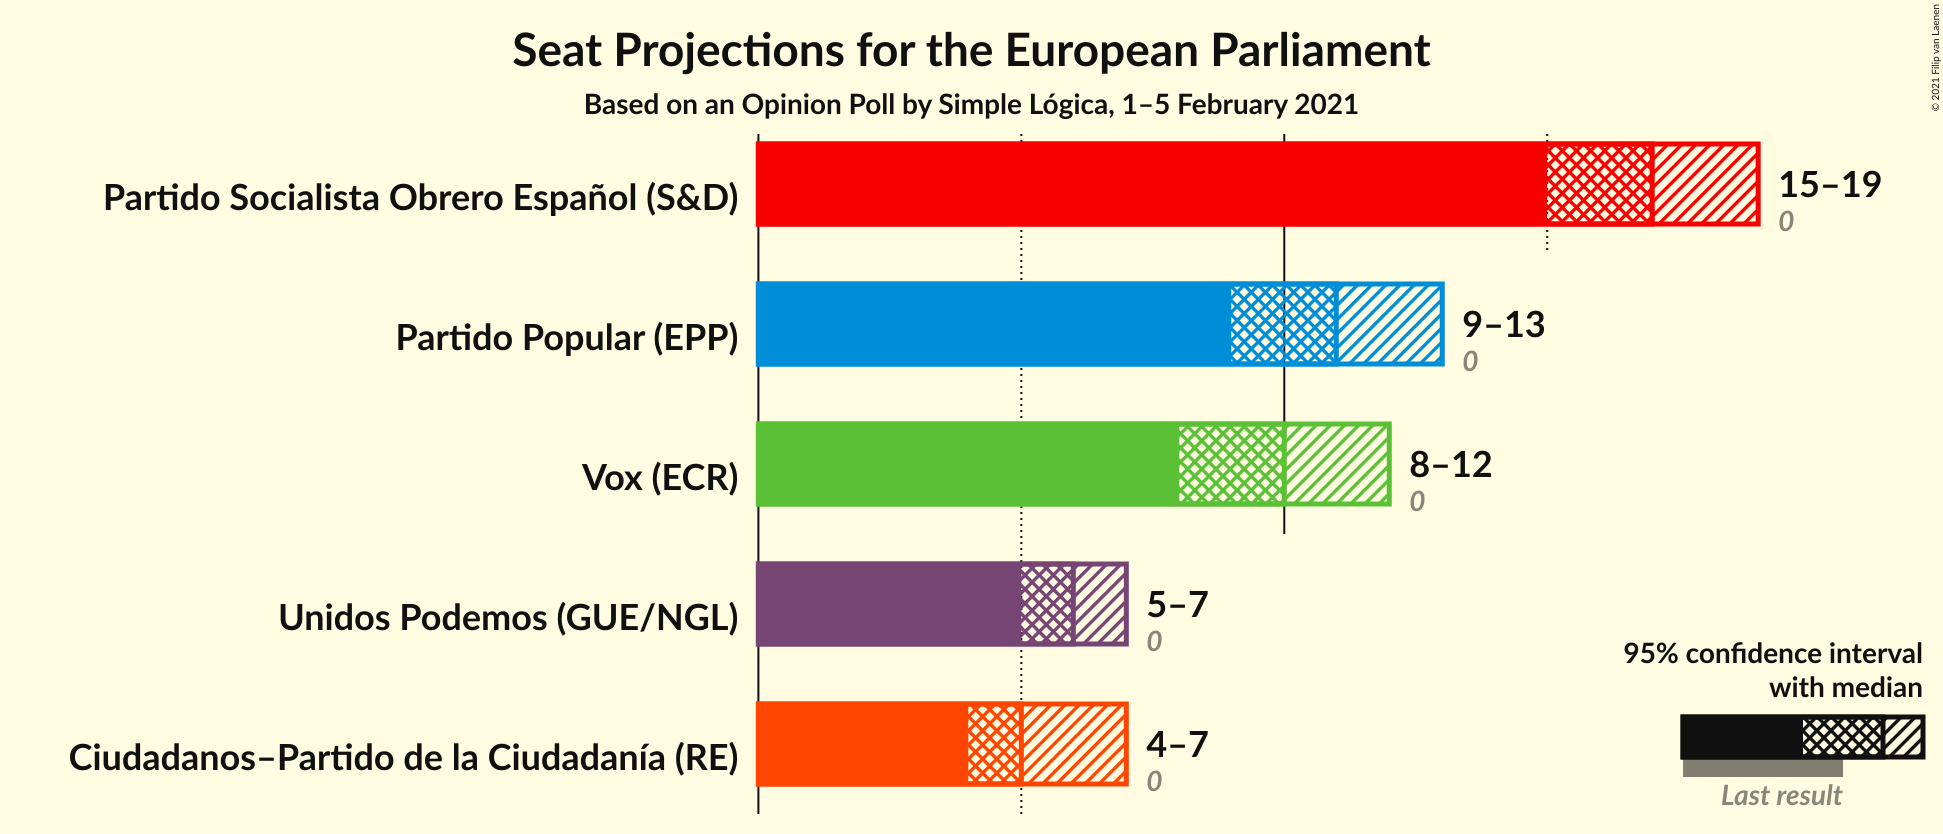 Seat Projections for the European Parliament
Based on an Opinion Poll by Simple Lógica, 1–5 February 2021
© 2021 Filip van Laenen
Partido Socialista Obrero Español (S&D)
15–19
0
Partido Popular (EPP)
9–13
0
Vox (ECR)
8–12
0
Unidos Podemos (GUE/NGL)
5–7
0
Ciudadanos–Partido de la Ciudadanía (RE)
4–7
0
95% confidence interval
with median
Last result